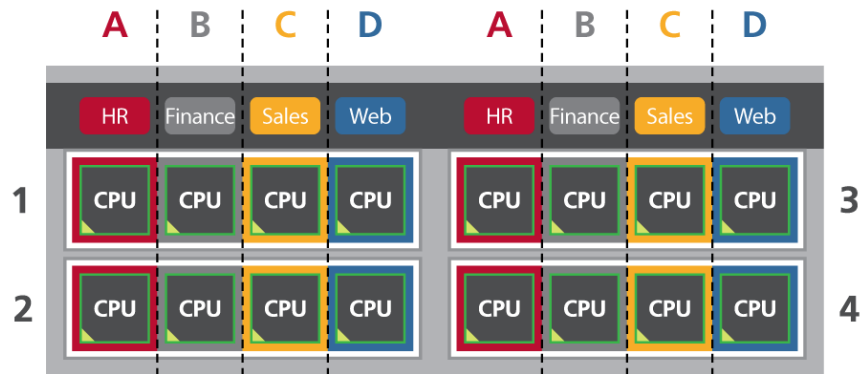 A B C D A B C D
HR Finance Sales Web HR Finance Sales Web
1 CPU CPU CPU CPU CPU CPU CPU CPU 3
2 CPU CPU CPU CPU CPU CPU CPU CPU 4